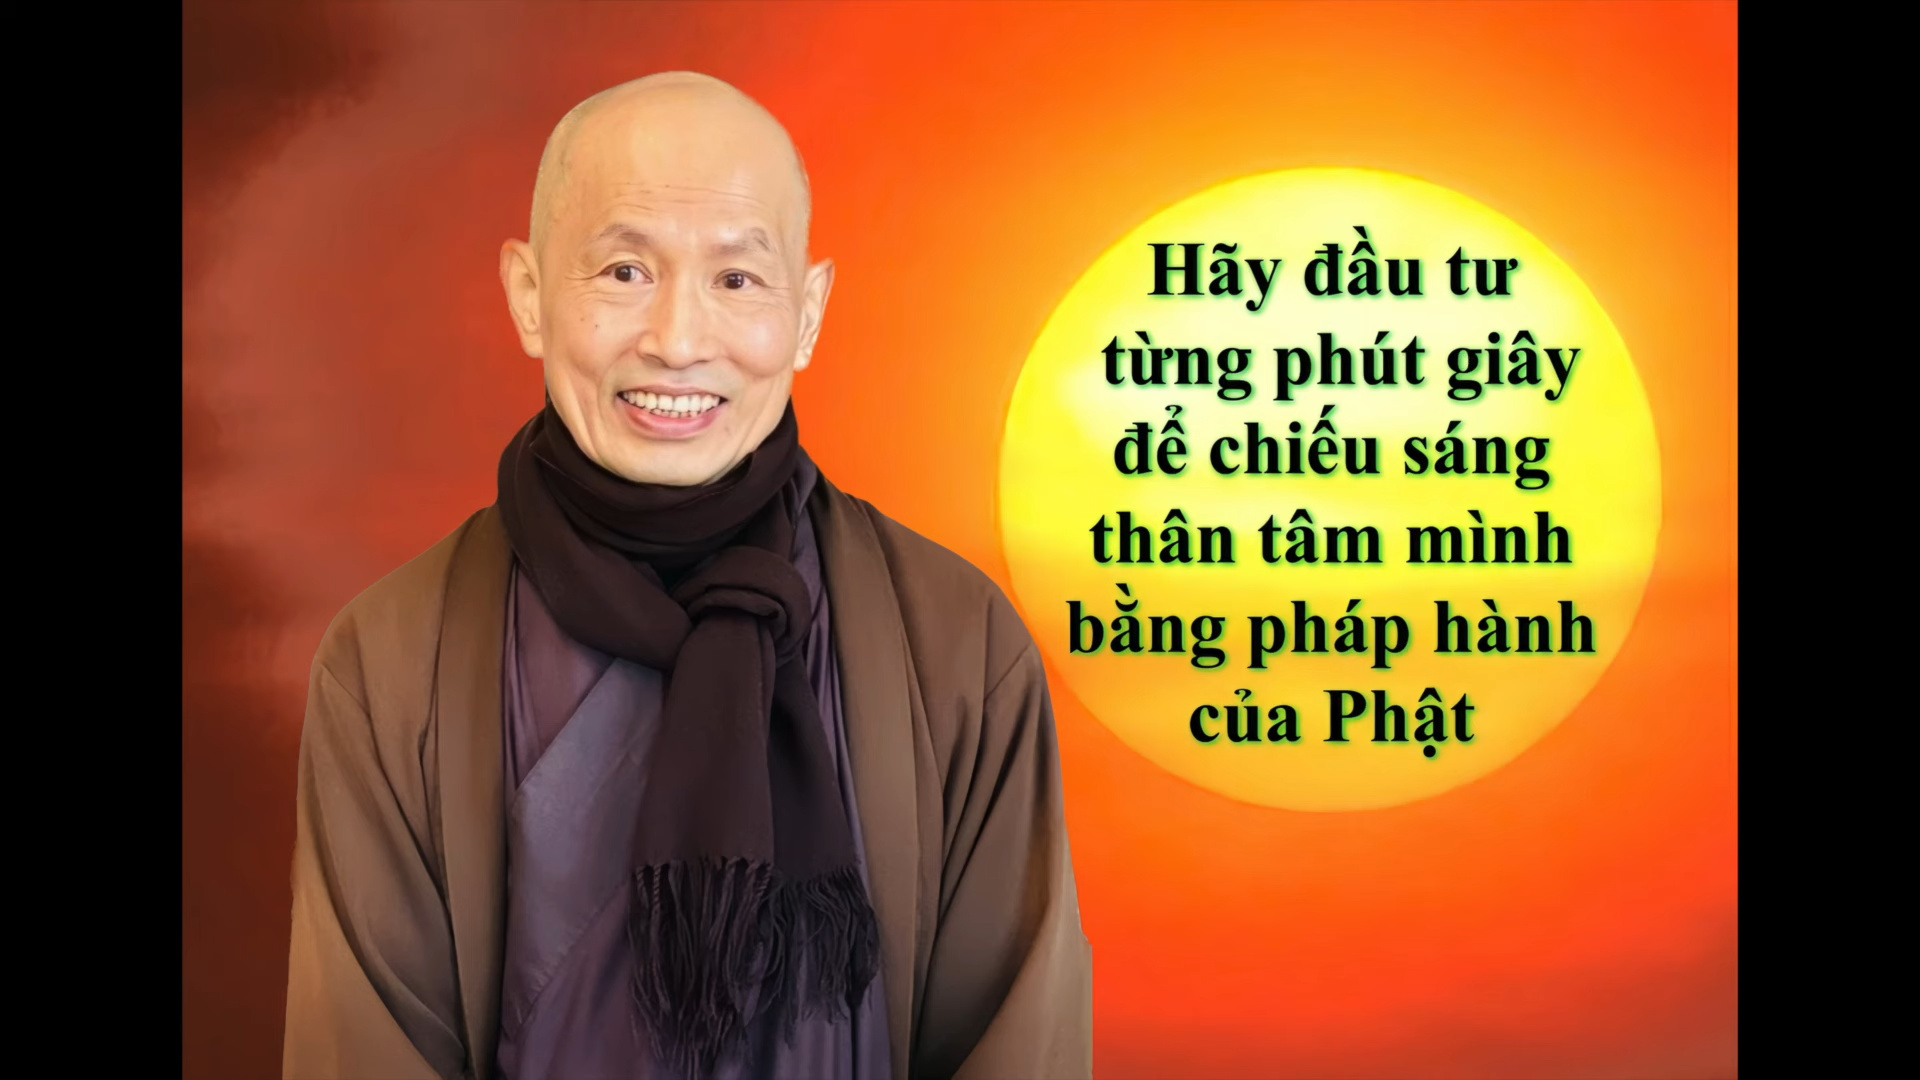 Hãy đầu tư
từng phút giây
để chiếu sáng
thân tâm mình
bằng pháp hành
của Phật